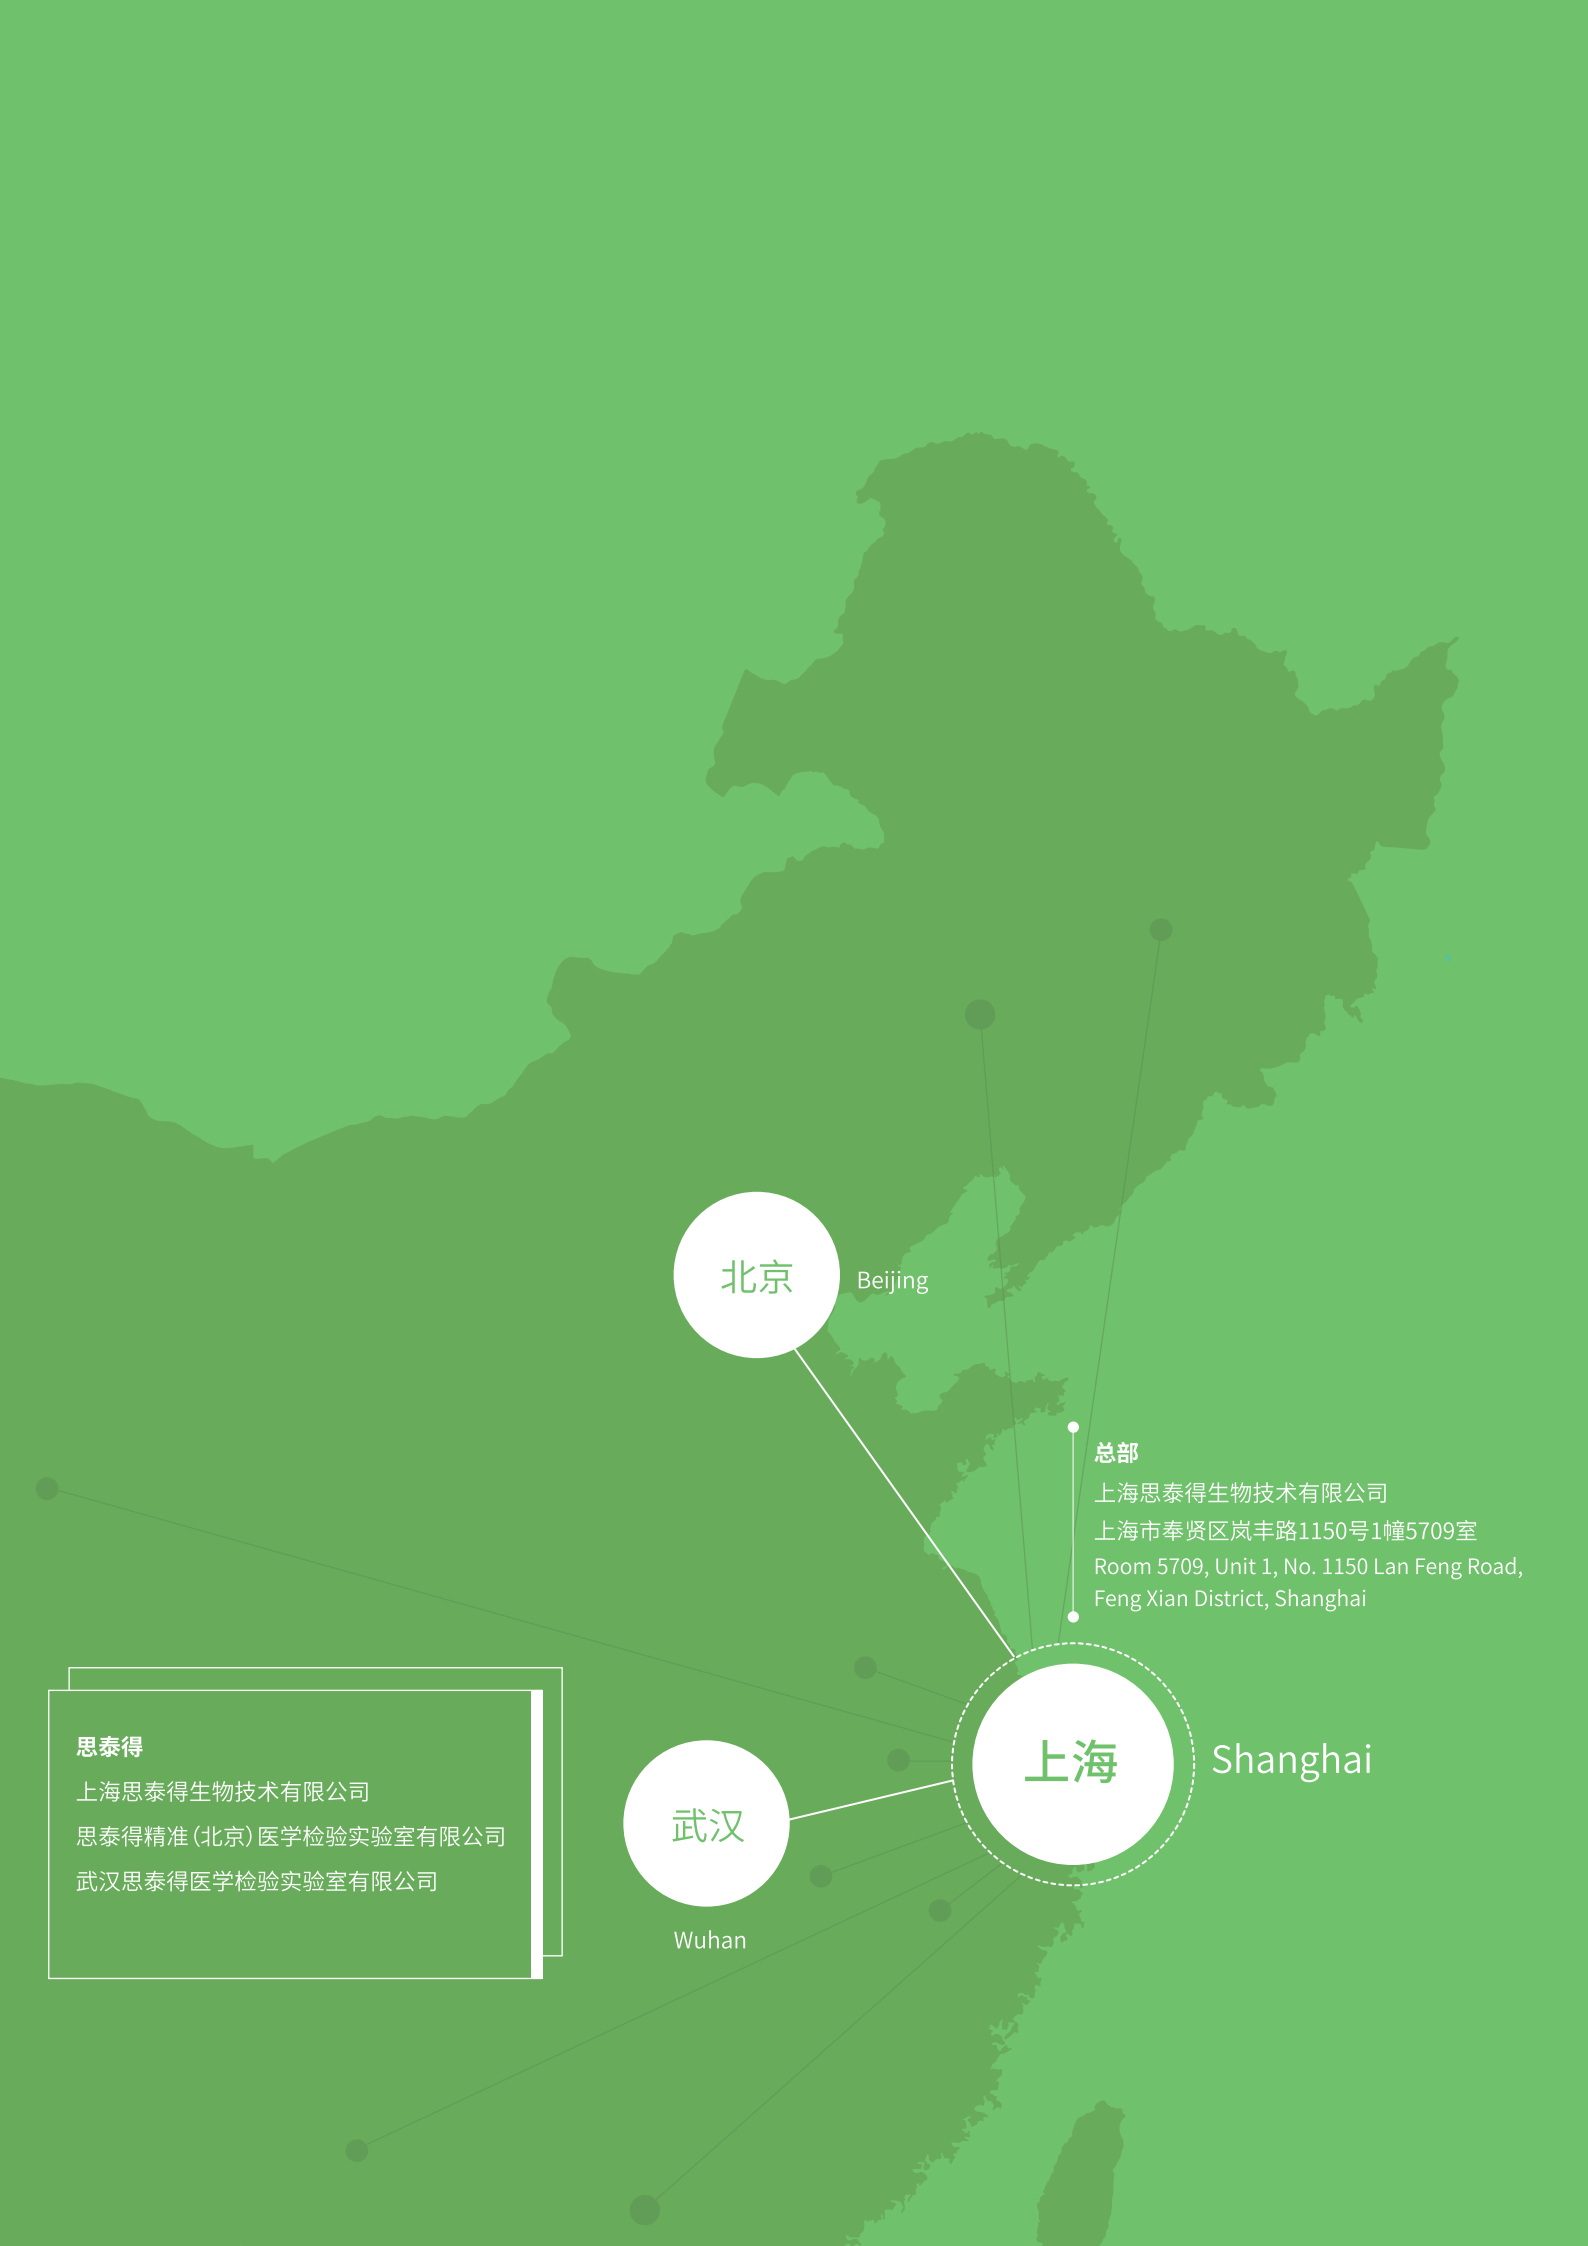 北京
Beijing
总部
上海思泰得生物技术有限公司
上海市奉贤区岚丰路1150号1幢5709室
Room 5709, Unit 1, No. 1150 Lan Feng Road,
Feng Xian District, Shanghai
上海
Shanghai
思泰得
上海思泰得生物技术有限公司
思泰得精准(北京)医学检验实验室有限公司
武汉思泰得医学检验实验室有限公司
武汉
Wuhan